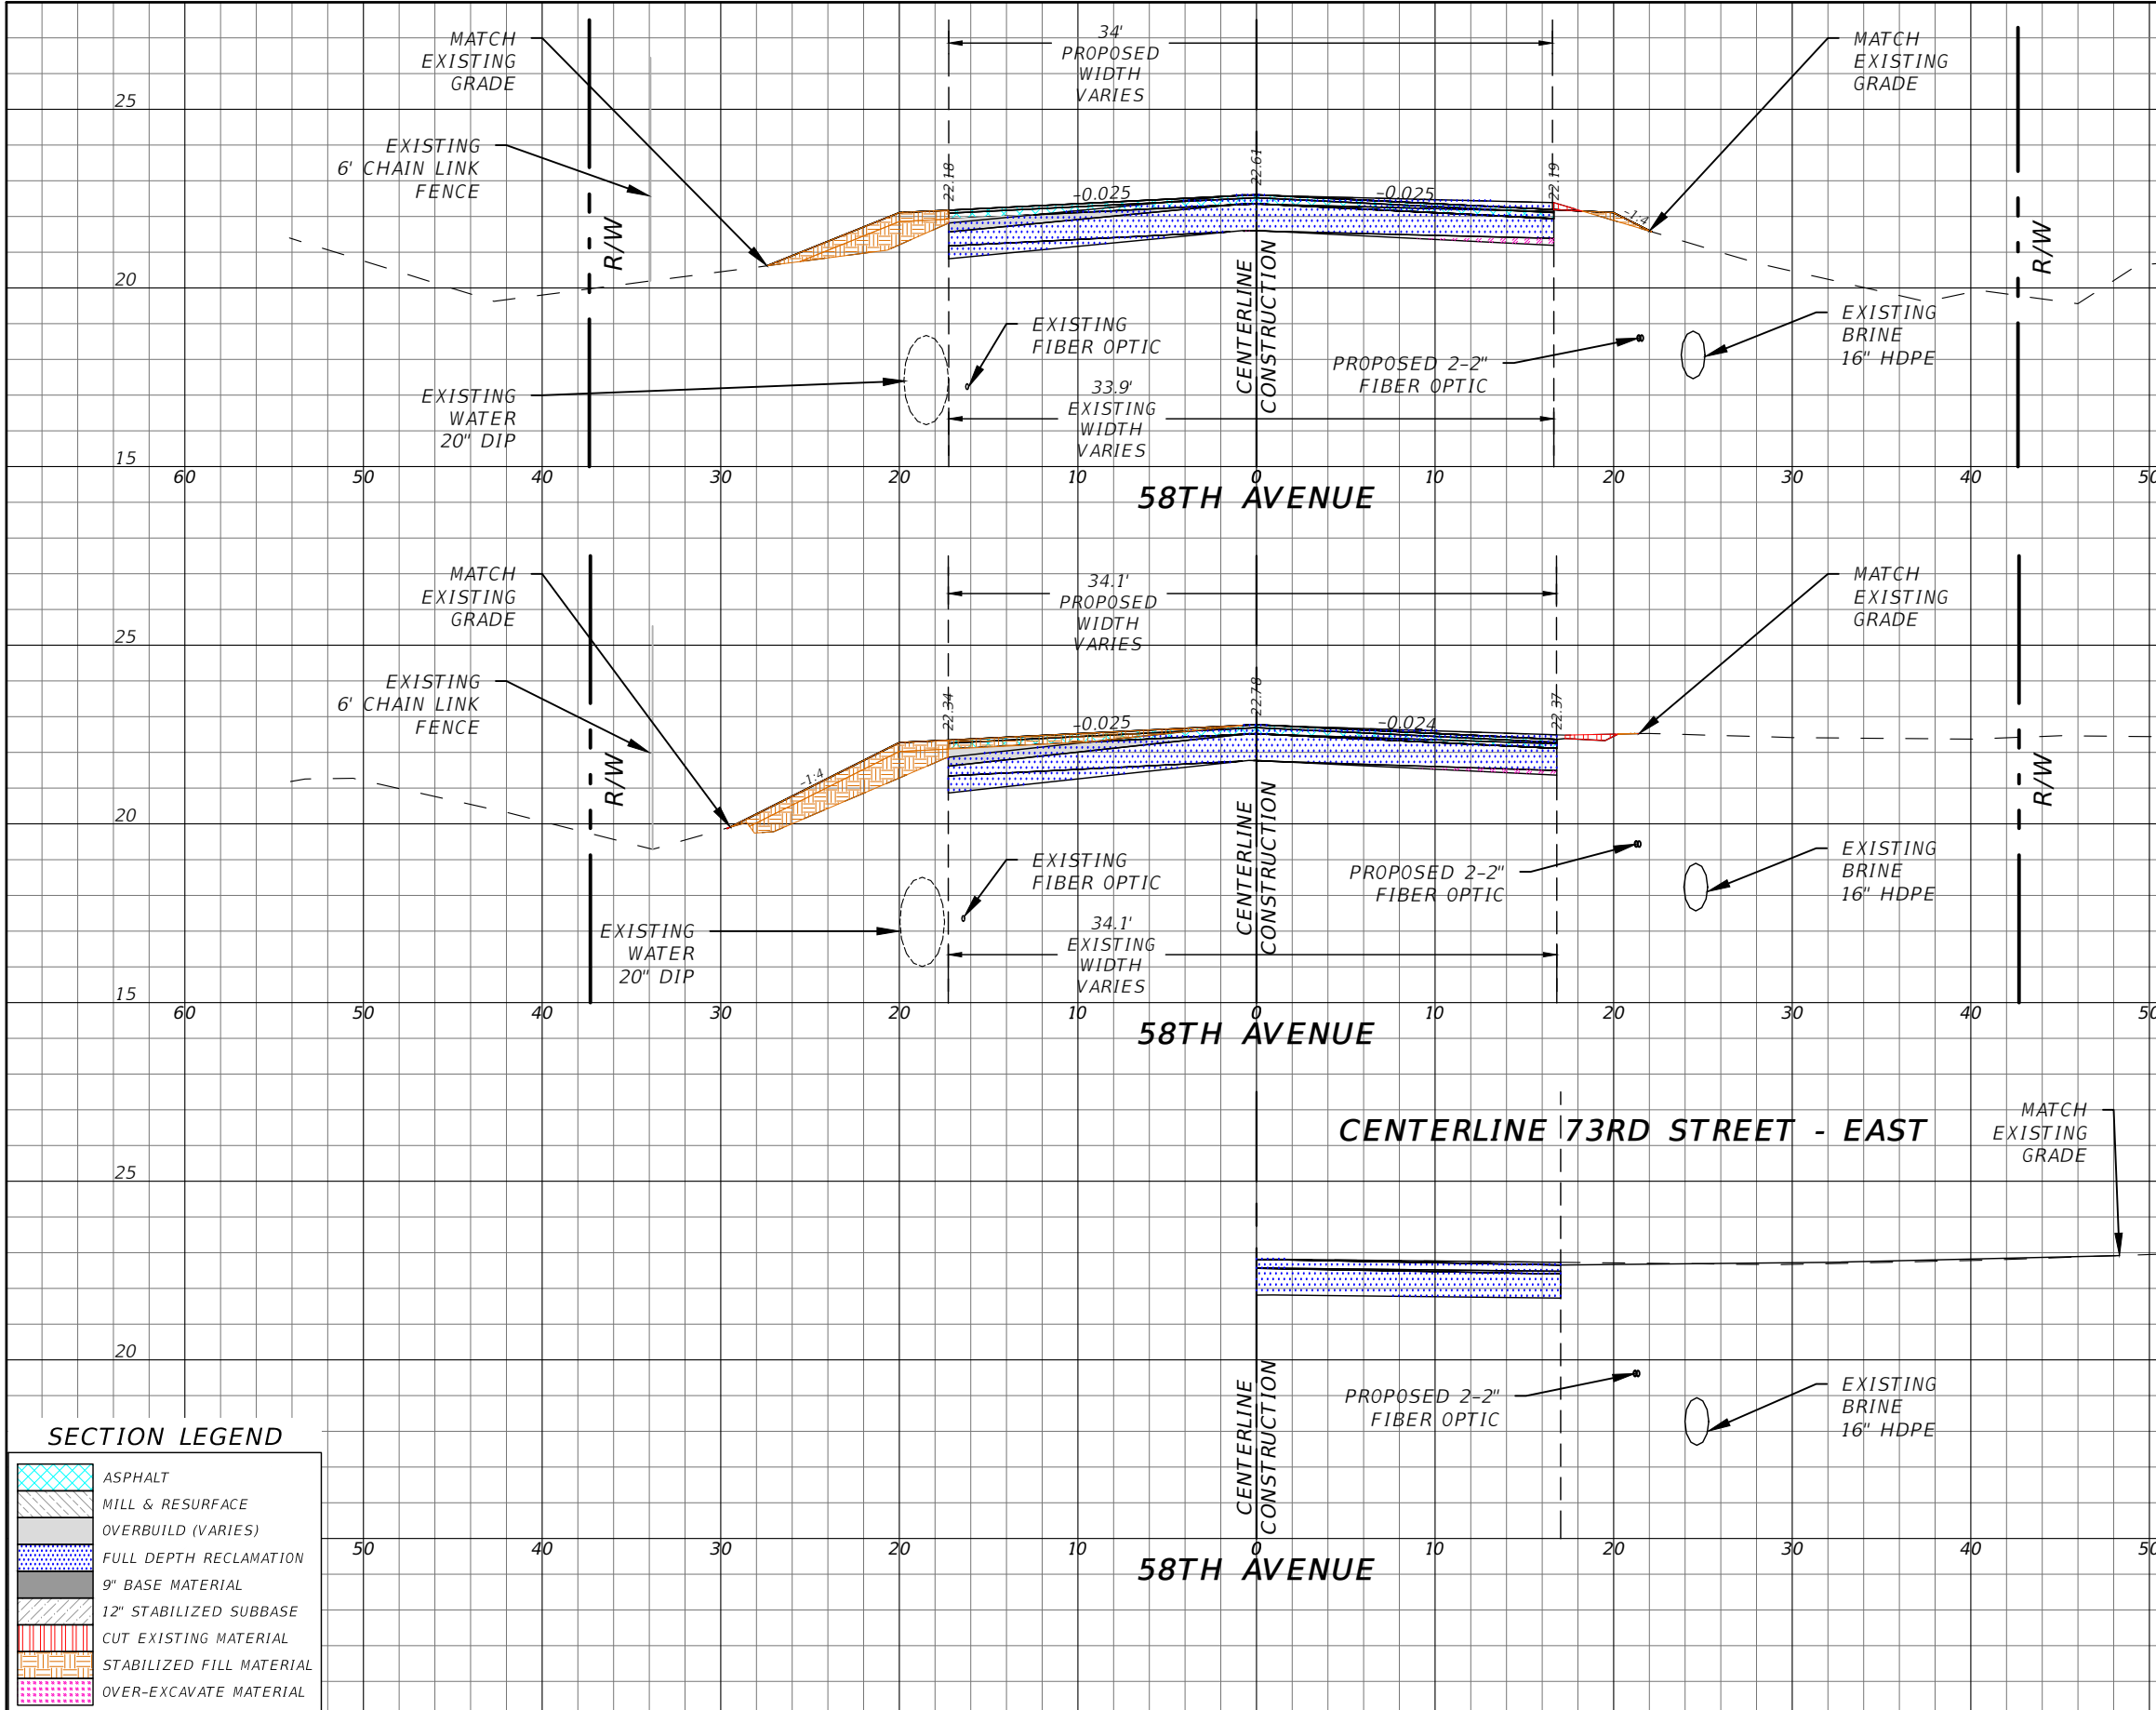 MATCH
EXISTING
GRADE
34'
PROPOSED
WIDTH
VARIES
MATCH
EXISTING
GRADE
25
EXISTING
6' CHAIN LINK
FENCE
22.18
-0.025
22.61
-0.025
22.19
-1:4
R/W
R/W
20
CENTERLINE
CONSTRUCTION
EXISTING
FIBER OPTIC
PROPOSED 2-2"
FIBER OPTIC
EXISTING
BRINE
16" HDPE
EXISTING
WATER
20" DIP
33.9'
EXISTING
WIDTH
VARIES
15
60 50 40 30 20 10 0 10 20 30 40 50
58TH AVENUE
MATCH
EXISTING
GRADE
34.1'
PROPOSED
WIDTH
VARIES
MATCH
EXISTING
GRADE
25
EXISTING
6' CHAIN LINK
FENCE
22.34
-0.025
22.78
-0.024
22.37
-1:4
R/W
R/W
20
CENTERLINE
CONSTRUCTION
EXISTING
FIBER OPTIC
PROPOSED 2-2"
FIBER OPTIC
EXISTING
BRINE
16" HDPE
EXISTING
WATER
20" DIP
34.1'
EXISTING
WIDTH
VARIES
15
60 50 40 30 20 10 0 10 20 30 40 50
58TH AVENUE
CENTERLINE 73RD STREET - EAST
MATCH
EXISTING
GRADE
25
20
CENTERLINE
CONSTRUCTION
PROPOSED 2-2"
FIBER OPTIC
EXISTING
BRINE
16" HDPE
50 40 30 20 10 0 10 20 30 40 50
58TH AVENUE
SECTION LEGEND
ASPHALT
MILL & RESURFACE
OVERBUILD (VARIES)
FULL DEPTH RECLAMATION
9" BASE MATERIAL
12" STABILIZED SUBBASE
CUT EXISTING MATERIAL
STABILIZED FILL MATERIAL
OVER-EXCAVATE MATERIAL